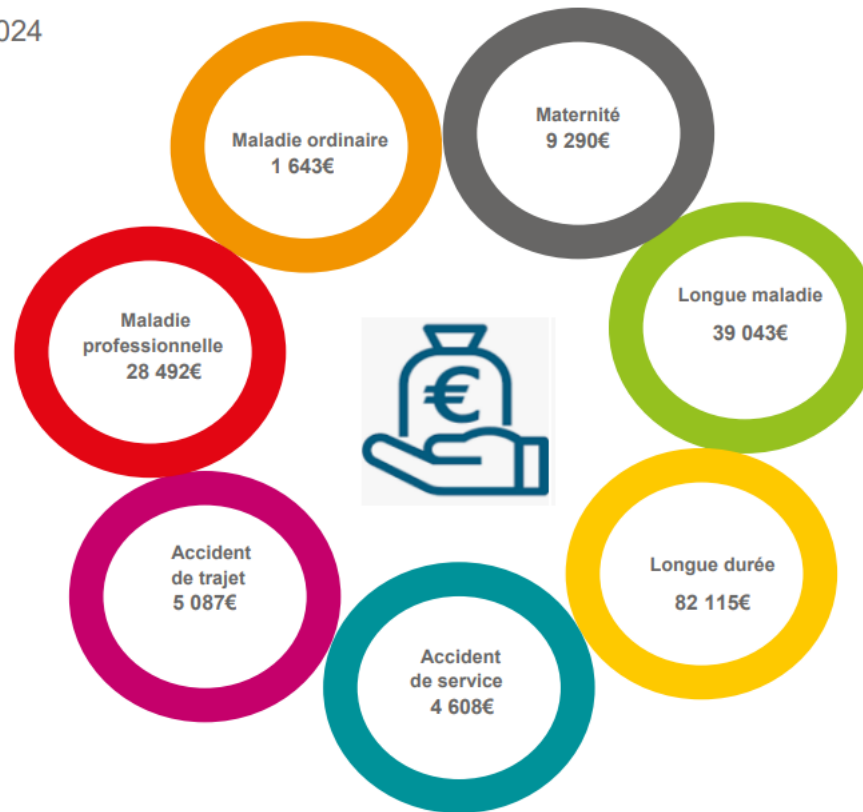 024
Maladie ordinaire
1 643€
Maternité
9 290€
Longue maladie
39 043€
Longue durée
82 115€
Accident
de service
4 608€
Accident
de trajet
5 087€
Maladie
professionnelle
28 492€
€